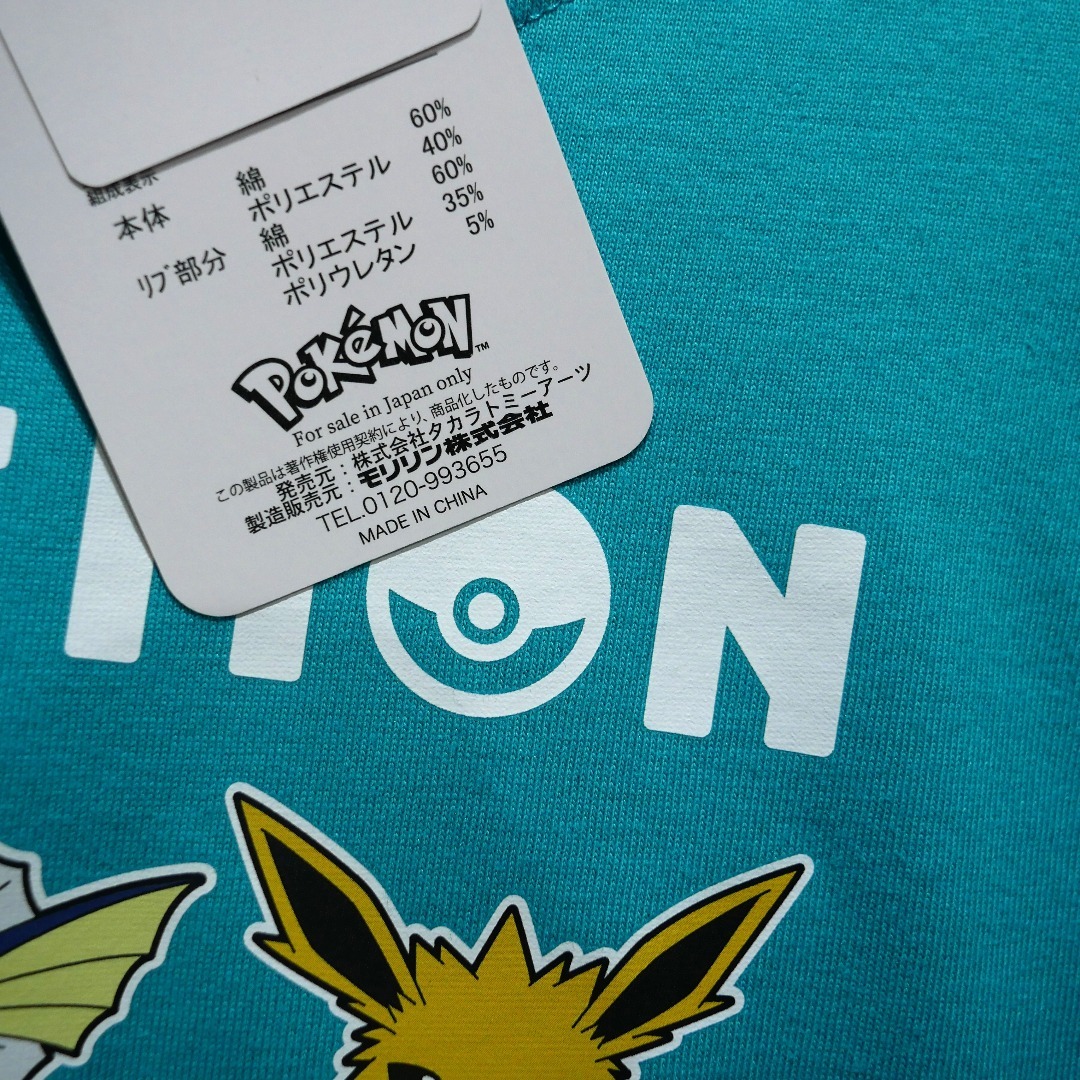 組成表示
本体 綿 60%
ポリエステル 40%
リブ部分 綿 60%
ポリエステル 35%
ポリウレタン 5%
POKéMON™
For sale in Japan only
この製品は著作権使用契約により、商品化したものです。
発売元：株式会社タカラトミーアーツ
製造販売元：モリリン株式会社
TEL.0120-993655
MADE IN CHINA
TION